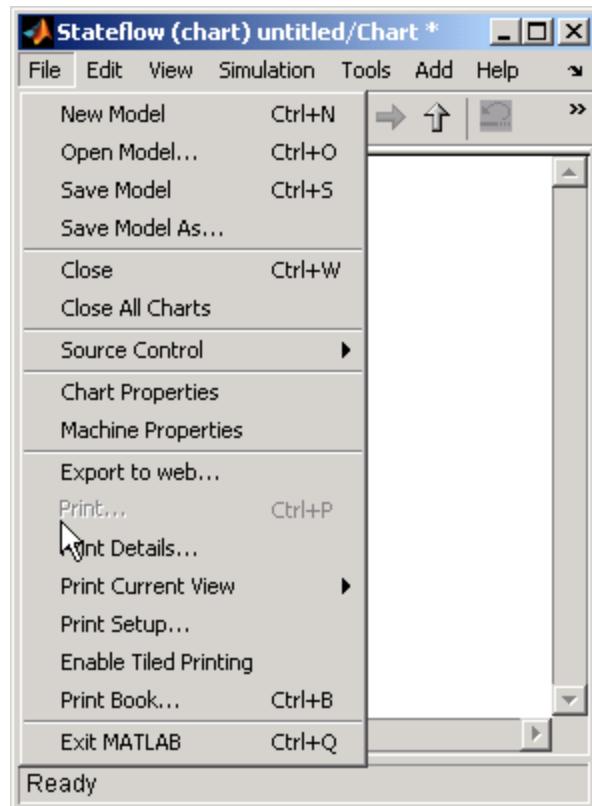 Stateflow (chart) untitled/Chart *
File Edit View Simulation Tools Add Help
New Model Ctrl+N
Open Model... Ctrl+O
Save Model Ctrl+S
Save Model As...
Close Ctrl+W
Close All Charts
Source Control
Chart Properties
Machine Properties
Export to web...
Print... Ctrl+P
Print Details...
Print Current View
Print Setup...
Enable Tiled Printing
Print Book... Ctrl+B
Exit MATLAB Ctrl+Q
Ready